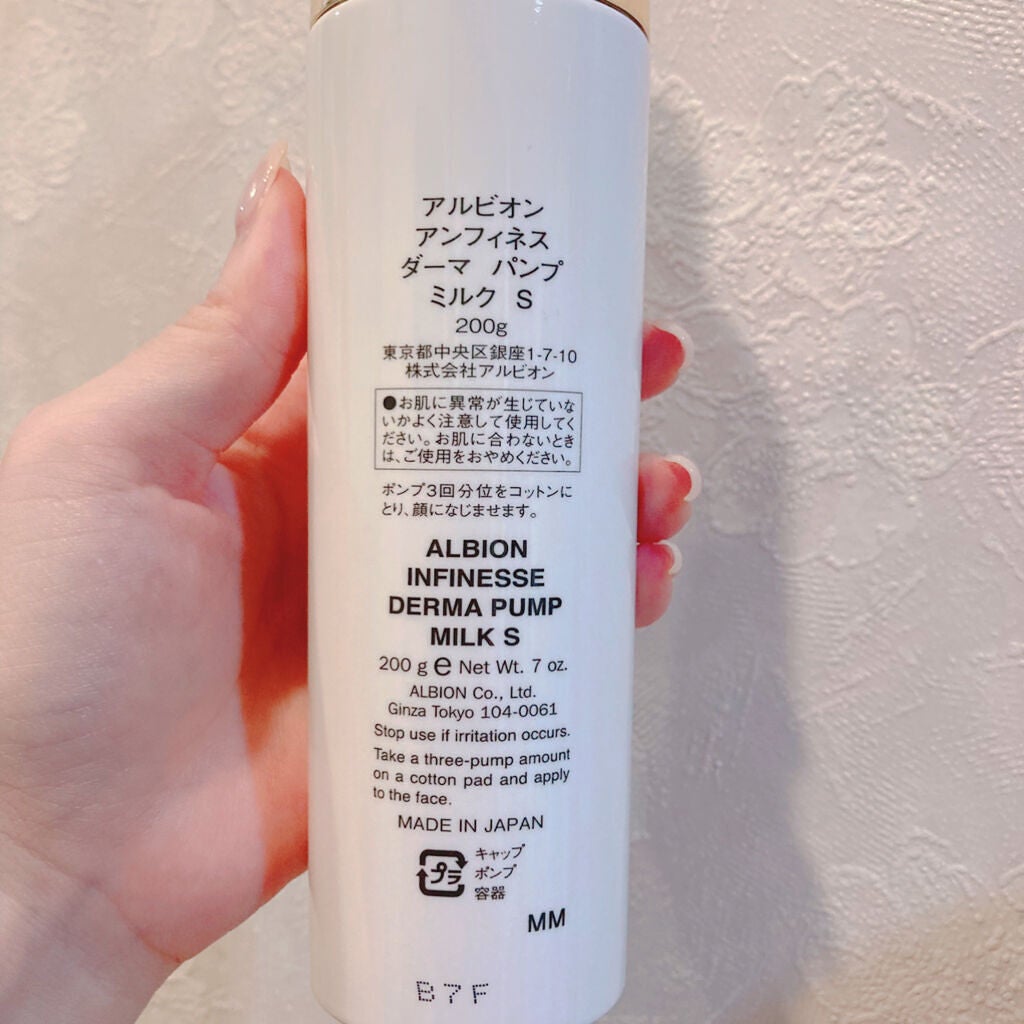 アルビオン
アンフィネス
ダーマ パンプ
ミルク S
200g
東京都中央区銀座1-7-10
株式会社アルビオン
●お肌に異常が生じていな
いかよく注意して使用してく
ださい。お肌に合わないとき
は、ご使用をおやめください。
ポンプ3回分位をコットンに
とり、顔になじませます。
ALBION
INFINESSE
DERMA PUMP
MILK S
200 g e Net Wt. 7 oz.
ALBION Co., Ltd.
Ginza Tokyo 104-0061
Stop use if irritation occurs.
Take a three-pump amount
on a cotton pad and apply
to the face.
MADE IN JAPAN
プラ
キャップ
ポンプ
容器
MM
B7F